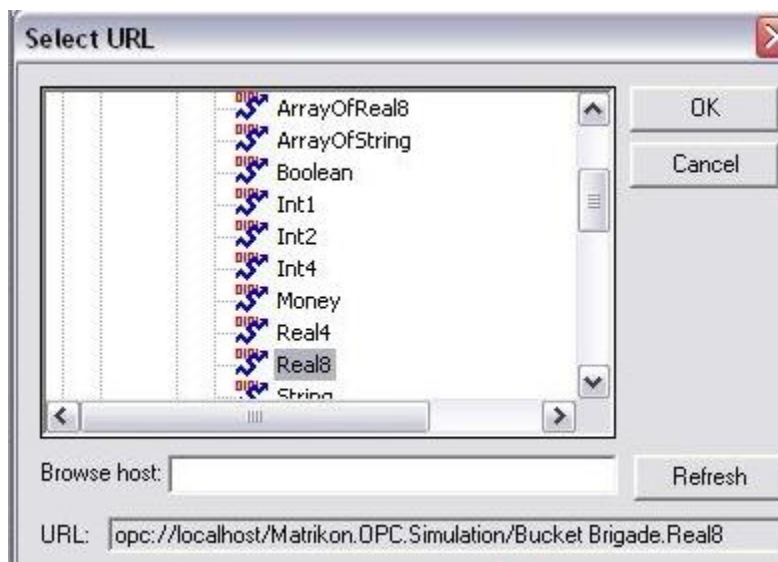 Select URL
ArrayOfReal8
ArrayOfString
Boolean
Int1
Int2
Int4
Money
Real4
Real8
String
OK
Cancel
Browse host:
Refresh
URL: opc://localhost/Matrikon.OPC.Simulation/Bucket Brigade.Real8